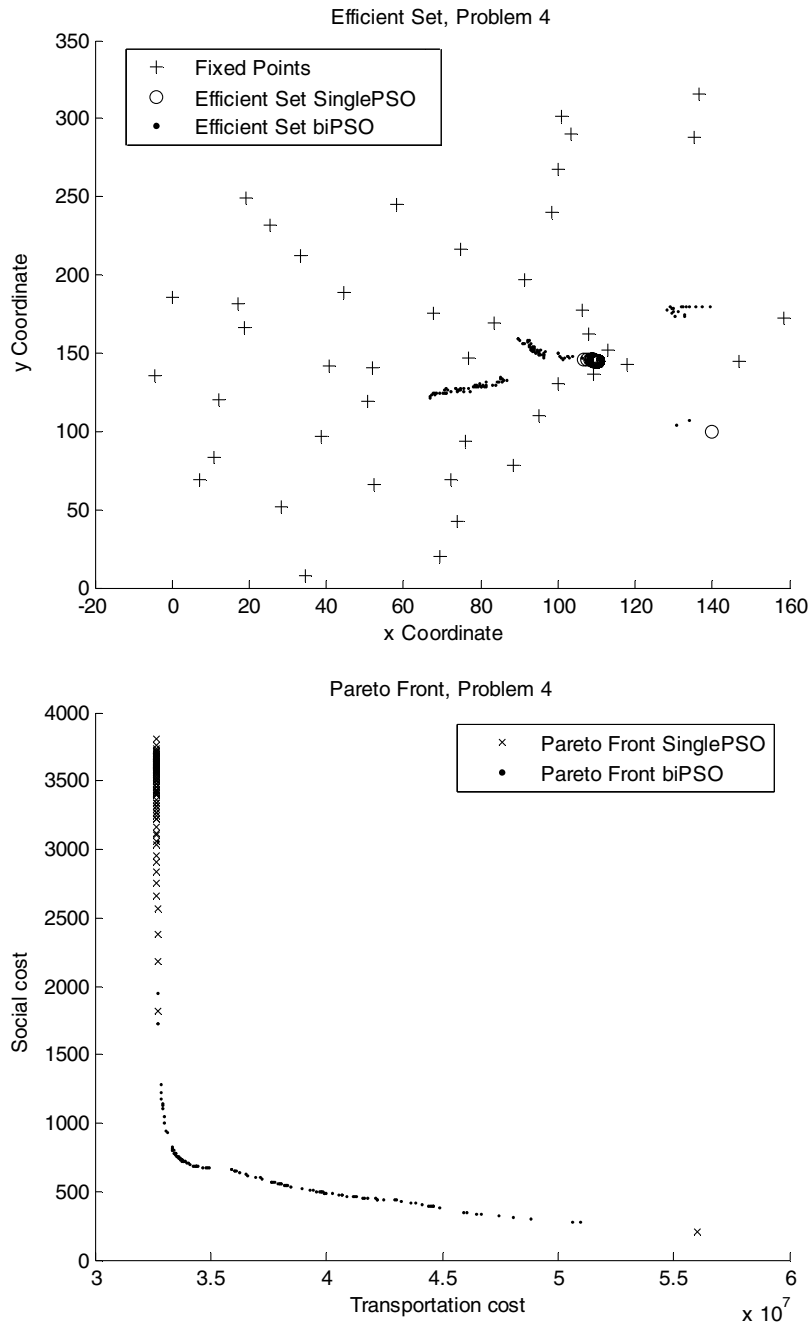 Efficient Set, Problem 4
350
300
250
200
150
100
50
0
y Coordinate
Fixed Points
Efficient Set SinglePSO
Efficient Set biPSO
-20 0 20 40 60 80 100 120 140 160
x Coordinate
Pareto Front, Problem 4
4000
3500
3000
2500
2000
1500
1000
500
0
Social cost
Pareto Front SinglePSO
Pareto Front biPSO
3 3.5 4 4.5 5 5.5 6
Transportation cost
x 10^7